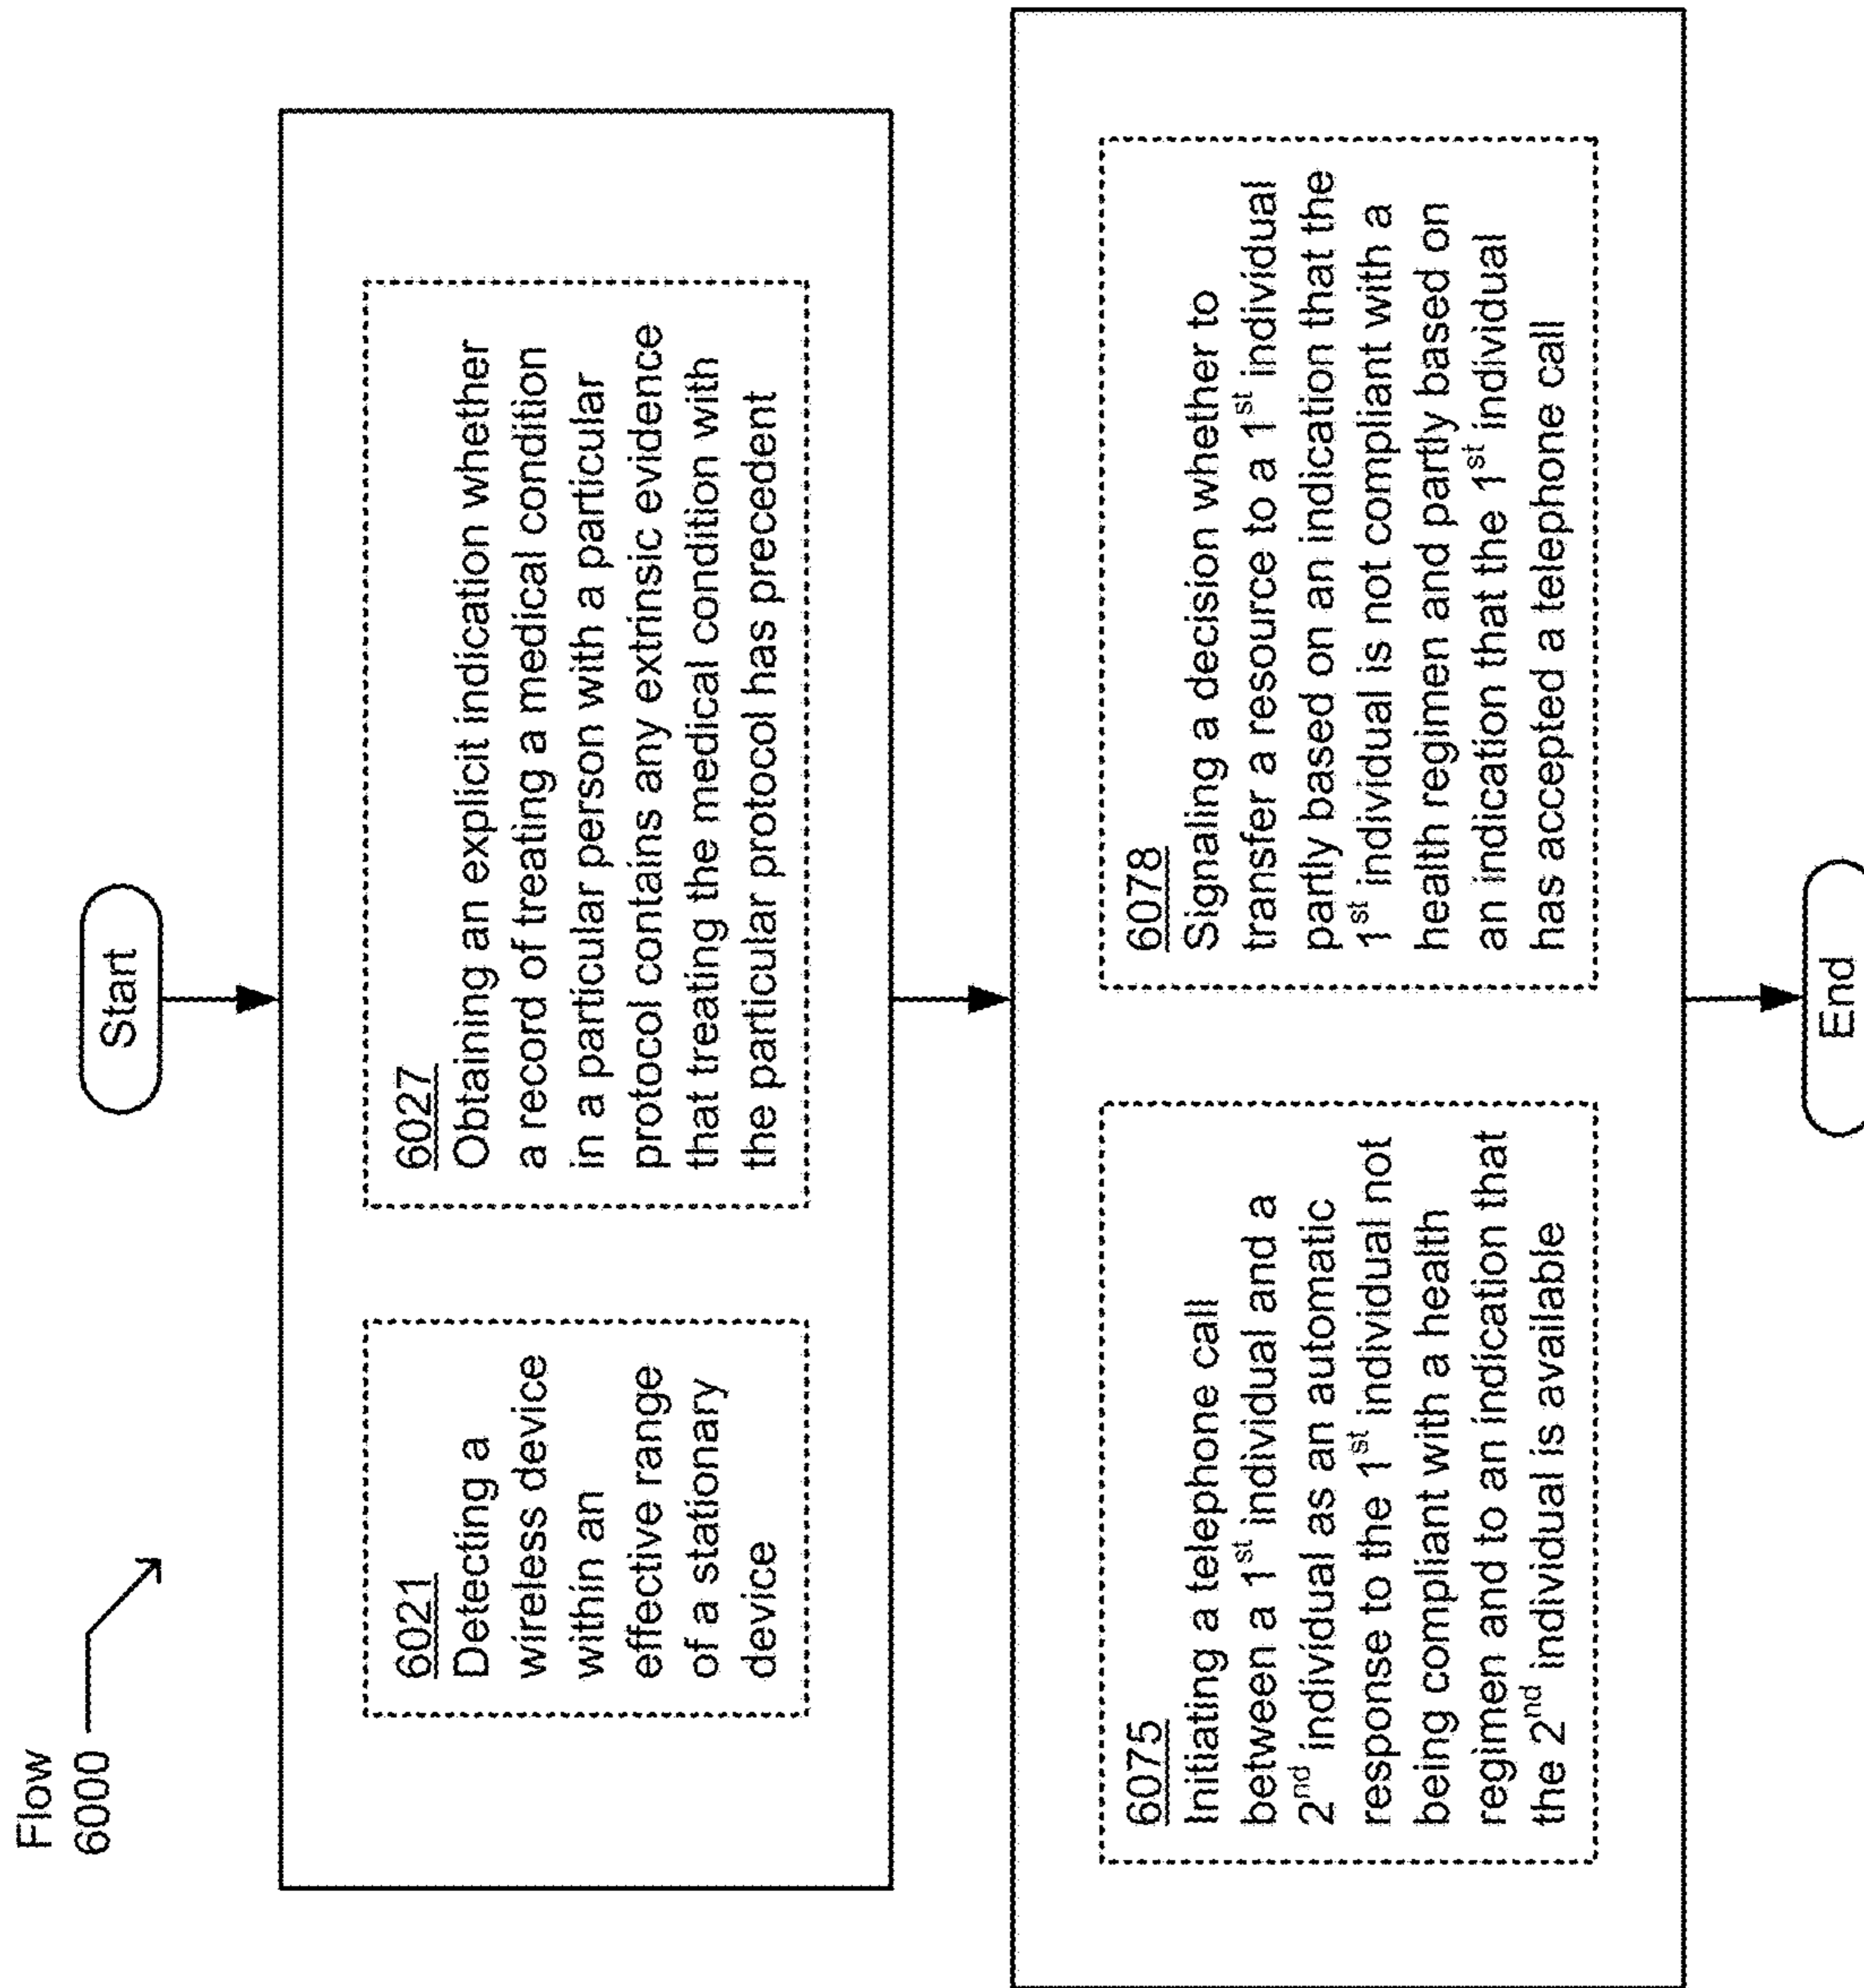 Flow
6000
Start
6021
Detecting a
wireless device
within an
effective range
of a stationary
device
6027
Obtaining an explicit indication whether
a record of treating a medical condition
in a particular person with a particular
protocol contains any extrinsic evidence
that treating the medical condition with
the particular protocol has precedent
6075
Initiating a telephone call
between a 1st individual and a
2nd individual as an automatic
response to the 1st individual not
being compliant with a health
regimen and to an indication that
the 2nd individual is available
6078
Signaling a decision whether to
transfer a resource to a 1st individual
partly based on an indication that the
1st individual is not compliant with a
health regimen and partly based on
an indication that the 1st individual
has accepted a telephone call
End